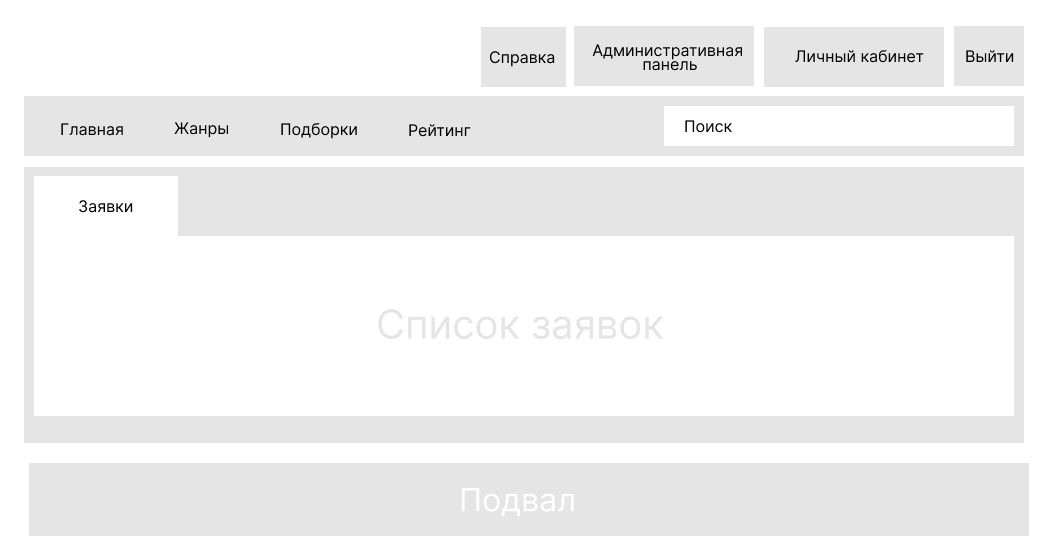 Справка
Административная
панель
Личный кабинет
Выйти
Главная
Жанры
Подборки
Рейтинг
Поиск
Заявки
Список заявок
Подвал